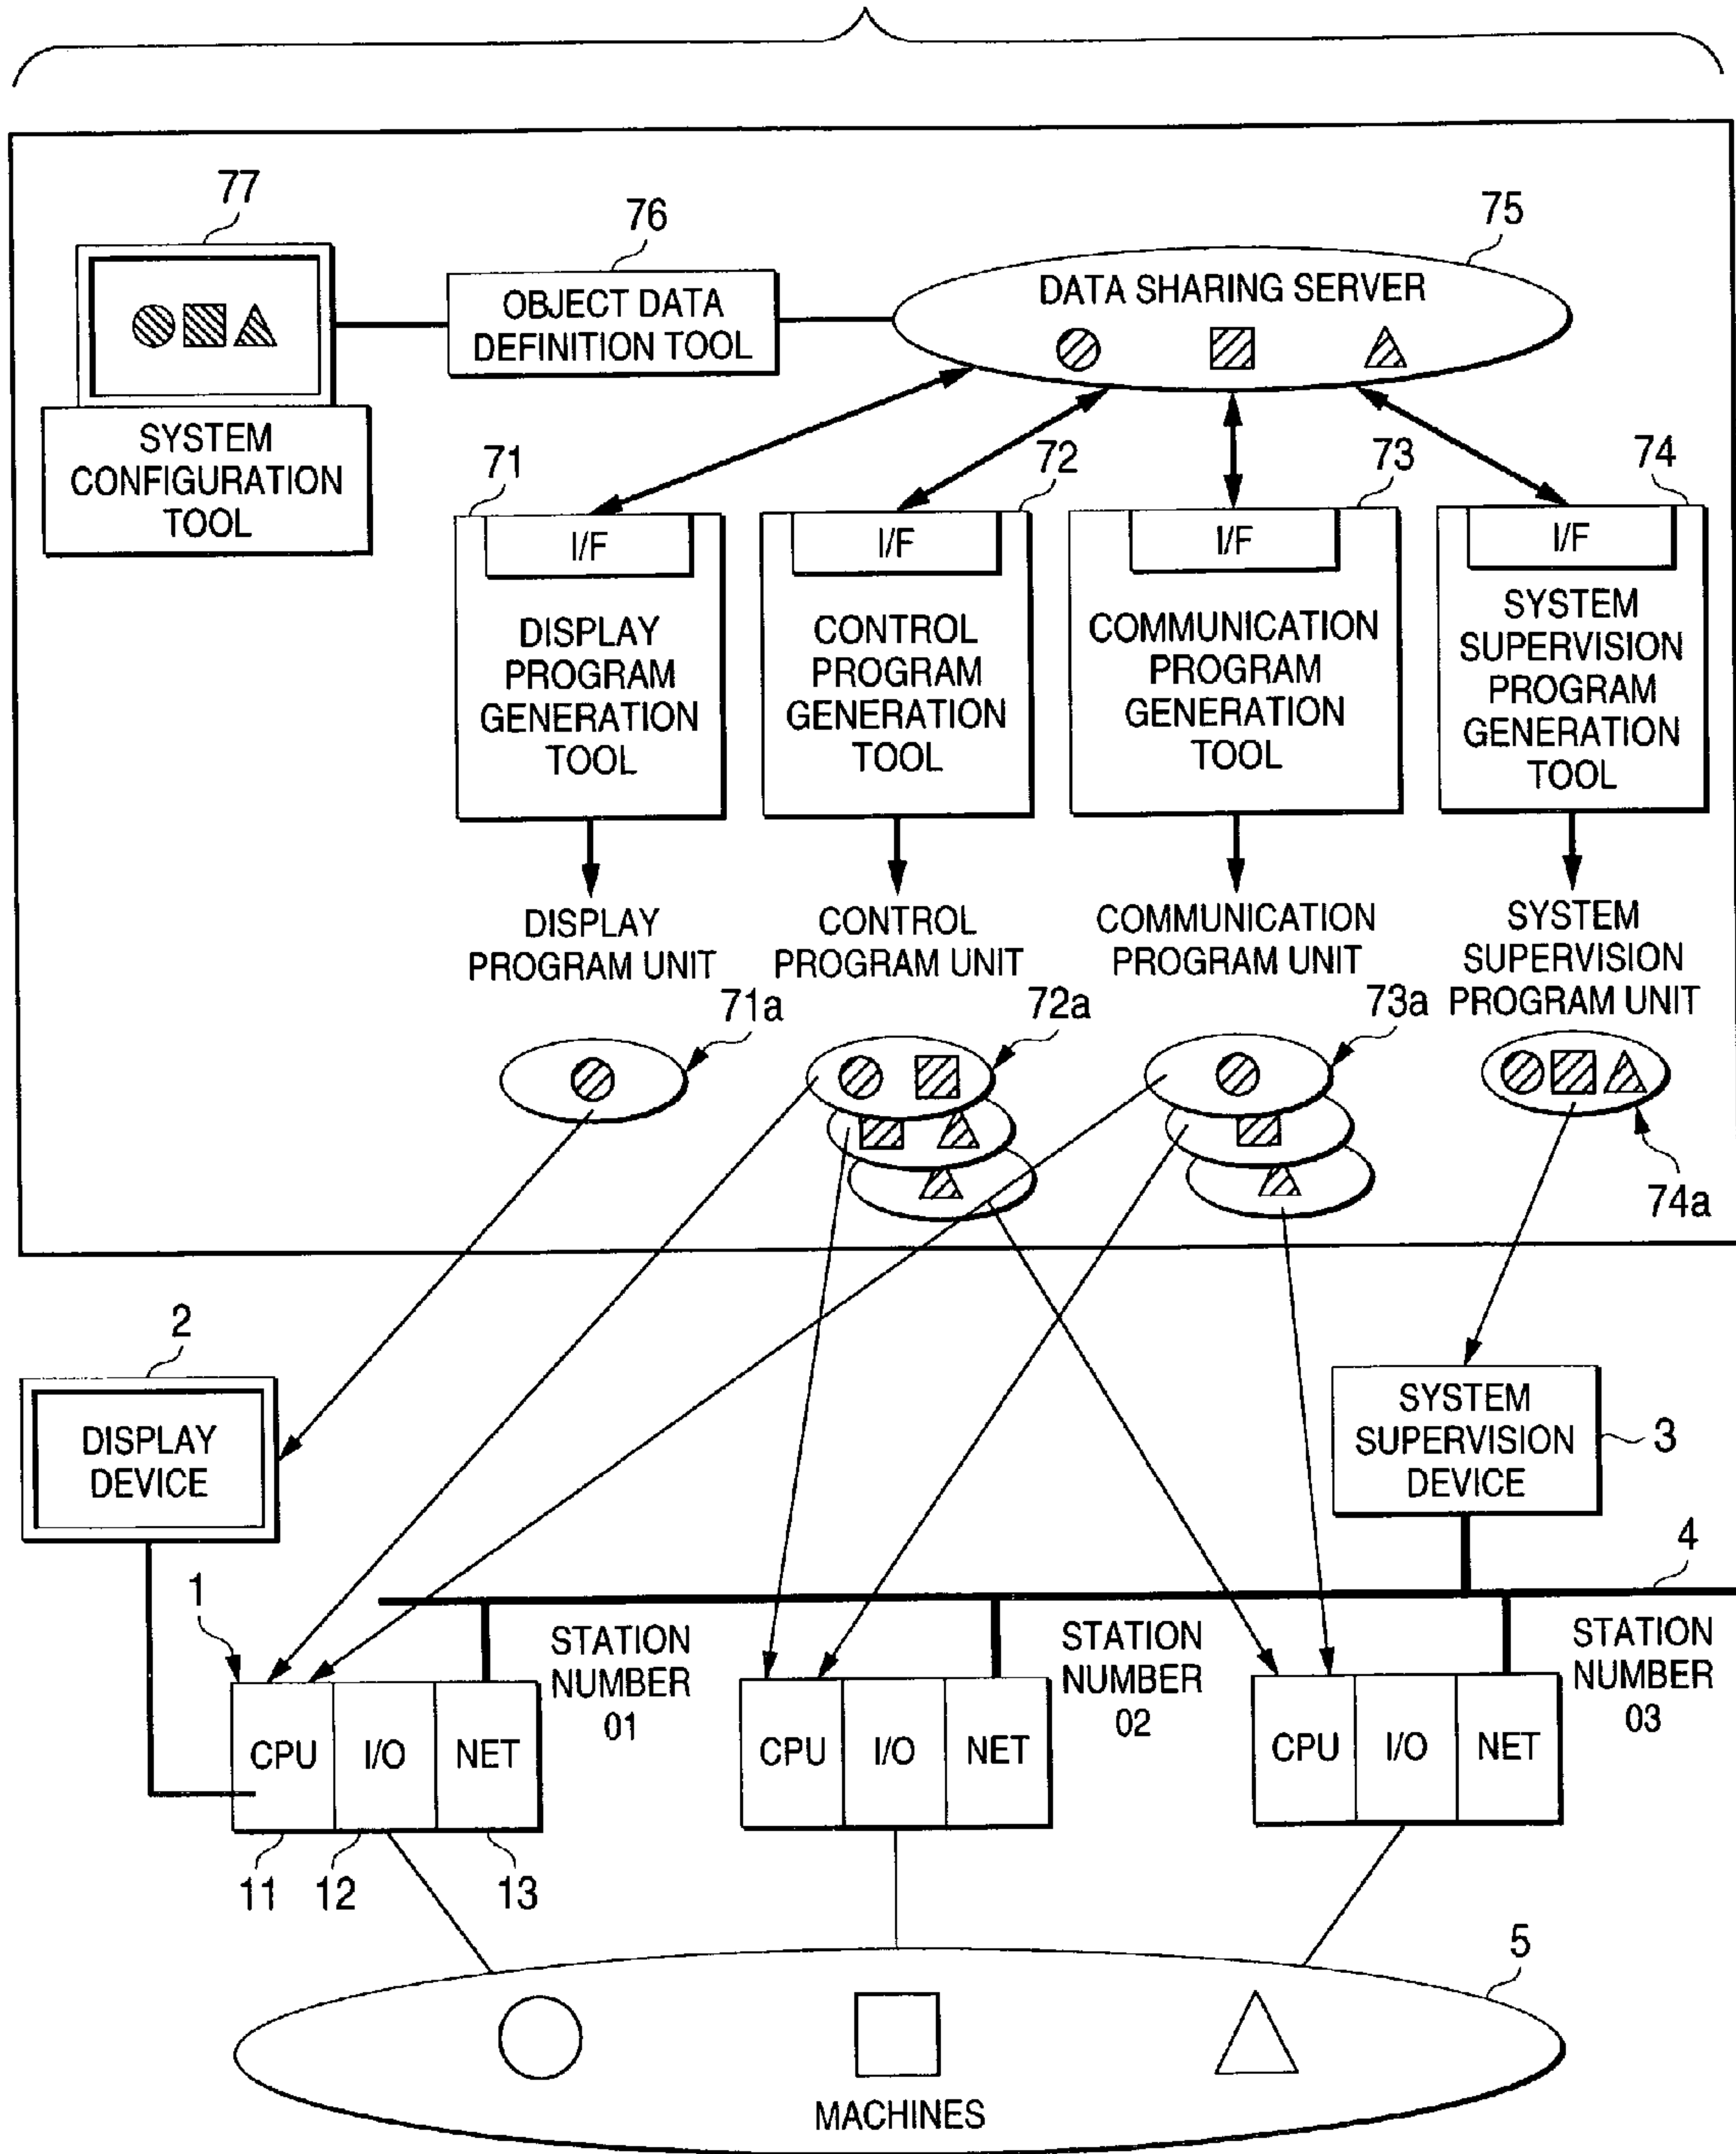 77
76
75
OBJECT DATA
DEFINITION TOOL
DATA SHARING SERVER
SYSTEM
CONFIGURATION
TOOL
71
72
73
74
I/F
I/F
I/F
I/F
DISPLAY
PROGRAM
GENERATION
TOOL
CONTROL
PROGRAM
GENERATION
TOOL
COMMUNICATION
PROGRAM
GENERATION
TOOL
SYSTEM
SUPERVISION
PROGRAM
GENERATION
TOOL
DISPLAY
PROGRAM UNIT
CONTROL
PROGRAM UNIT
COMMUNICATION
PROGRAM UNIT
SYSTEM
SUPERVISION
PROGRAM UNIT
71a
72a
73a
74a
2
DISPLAY
DEVICE
SYSTEM
SUPERVISION
DEVICE
3
4
1
STATION
NUMBER
01
STATION
NUMBER
02
STATION
NUMBER
03
CPU
I/O
NET
CPU
I/O
NET
CPU
I/O
NET
11
12
13
5
MACHINES